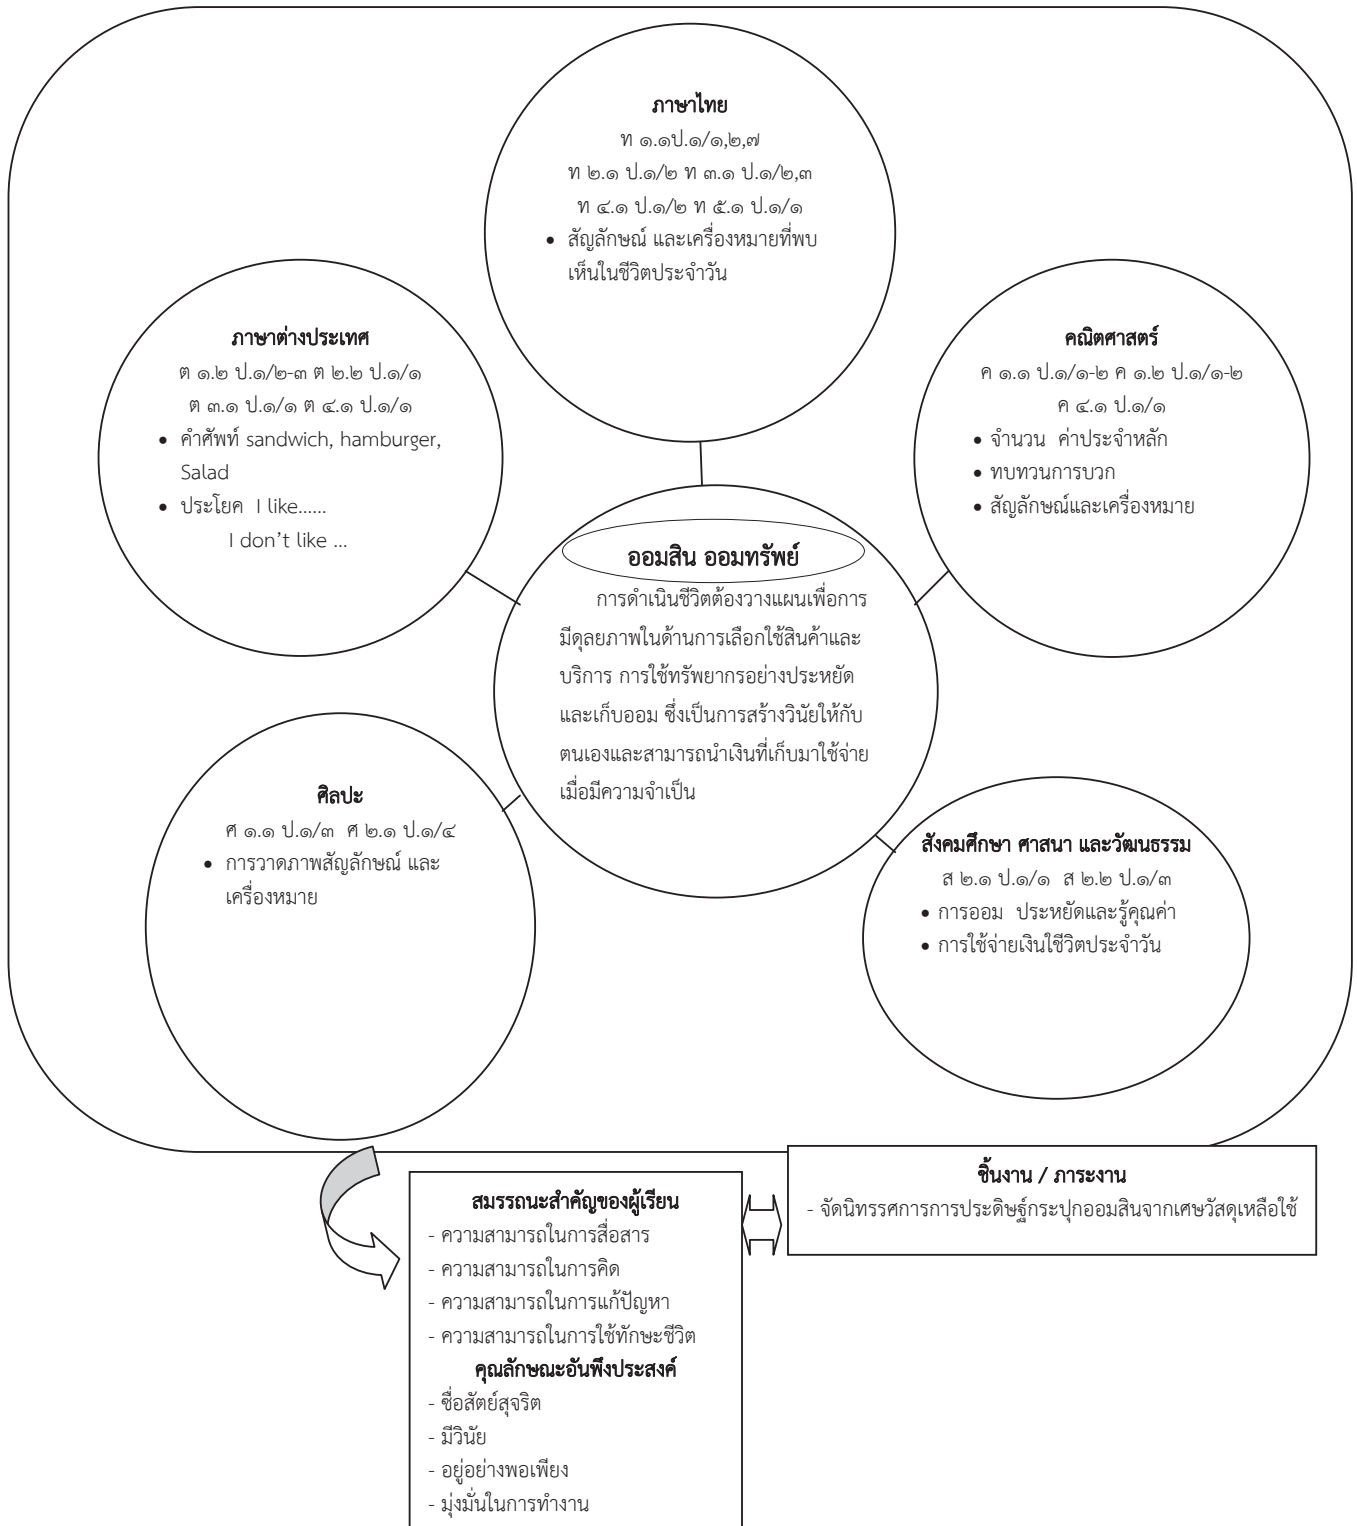 ภาษาไทย
ท ๑.๑ป.๑/๑,๒,๗
ท ๒.๑ ป.๑/๒ ท ๓.๑ ป.๑/๒,๓
ท ๔.๑ ป.๑/๒ ท ๕.๑ ป.๑/๑
• สัญลักษณ์ และเครื่องหมายที่พบ
เห็นในชีวิตประจำวัน
ภาษาต่างประเทศ
ต ๑.๒ ป.๑/๒-๓ ต ๒.๒ ป.๑/๑
ต ๓.๑ ป.๑/๑ ต ๔.๑ ป.๑/๑
• คำศัพท์ sandwich, hamburger,
Salad
• ประโยค I like......
I don't like ...
คณิตศาสตร์
ค ๑.๑ ป.๑/๑-๒ ค ๑.๒ ป.๑/๑-๒
ค ๔.๑ ป.๑/๑
• จำนวน ค่าประจำหลัก
• ทบทวนการบวก
• สัญลักษณ์และเครื่องหมาย
ออมสิน ออมทรัพย์
การดำเนินชีวิตต้องวางแผนเพื่อการ
มีดุลยภาพในด้านการเลือกใช้สินค้าและ
บริการ การใช้ทรัพยากรอย่างประหยัด
และเก็บออม ซึ่งเป็นการสร้างวินัยให้กับ
ตนเองและสามารถนำเงินที่เก็บมาใช้จ่าย
เมื่อมีความจำเป็น
ศิลปะ
ศ ๑.๑ ป.๑/๓ ศ ๒.๑ ป.๑/๔
• การวาดภาพสัญลักษณ์ และ
เครื่องหมาย
สังคมศึกษา ศาสนา และวัฒนธรรม
ส ๒.๑ ป.๑/๑ ส ๒.๒ ป.๑/๓
• การออม ประหยัดและรู้คุณค่า
• การใช้จ่ายเงินใชีวิตประจำวัน
ชิ้นงาน / ภาระงาน
- จัดนิทรรศการการประดิษฐ์กระปุกออมสินจากเศษวัสดุเหลือใช้
สมรรถนะสำคัญของผู้เรียน
- ความสามารถในการสื่อสาร
- ความสามารถในการคิด
- ความสามารถในการแก้ปัญหา
- ความสามารถในการใช้ทักษะชีวิต
คุณลักษณะอันพึงประสงค์
- ซื่อสัตย์สุจริต
- มีวินัย
- อยู่อย่างพอเพียง
- มุ่งมั่นในการทำงาน